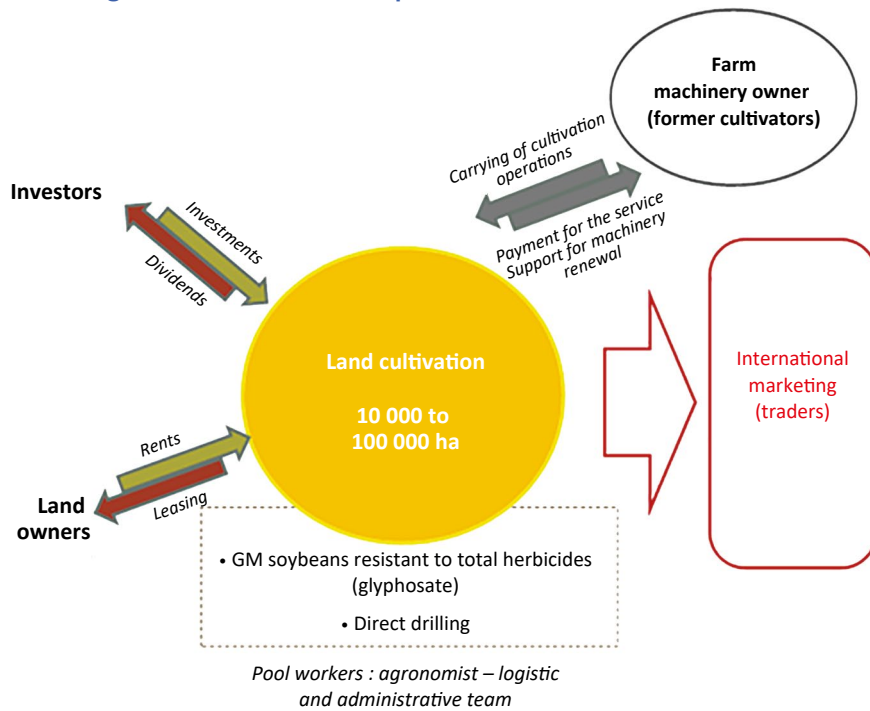 Farm
machinery owner
(former cultivators)
Carrying of cultivation
operations
Payment for the service
Support for machinery
renewal
Investors
Investments
Dividends
Land cultivation
10 000 to
100 000 ha
International
marketing
(traders)
Rents
Leasing
Land
owners
• GM soybeans resistant to total herbicides
(glyphosate)
• Direct drilling
Pool workers : agronomist – logistic
and administrative team